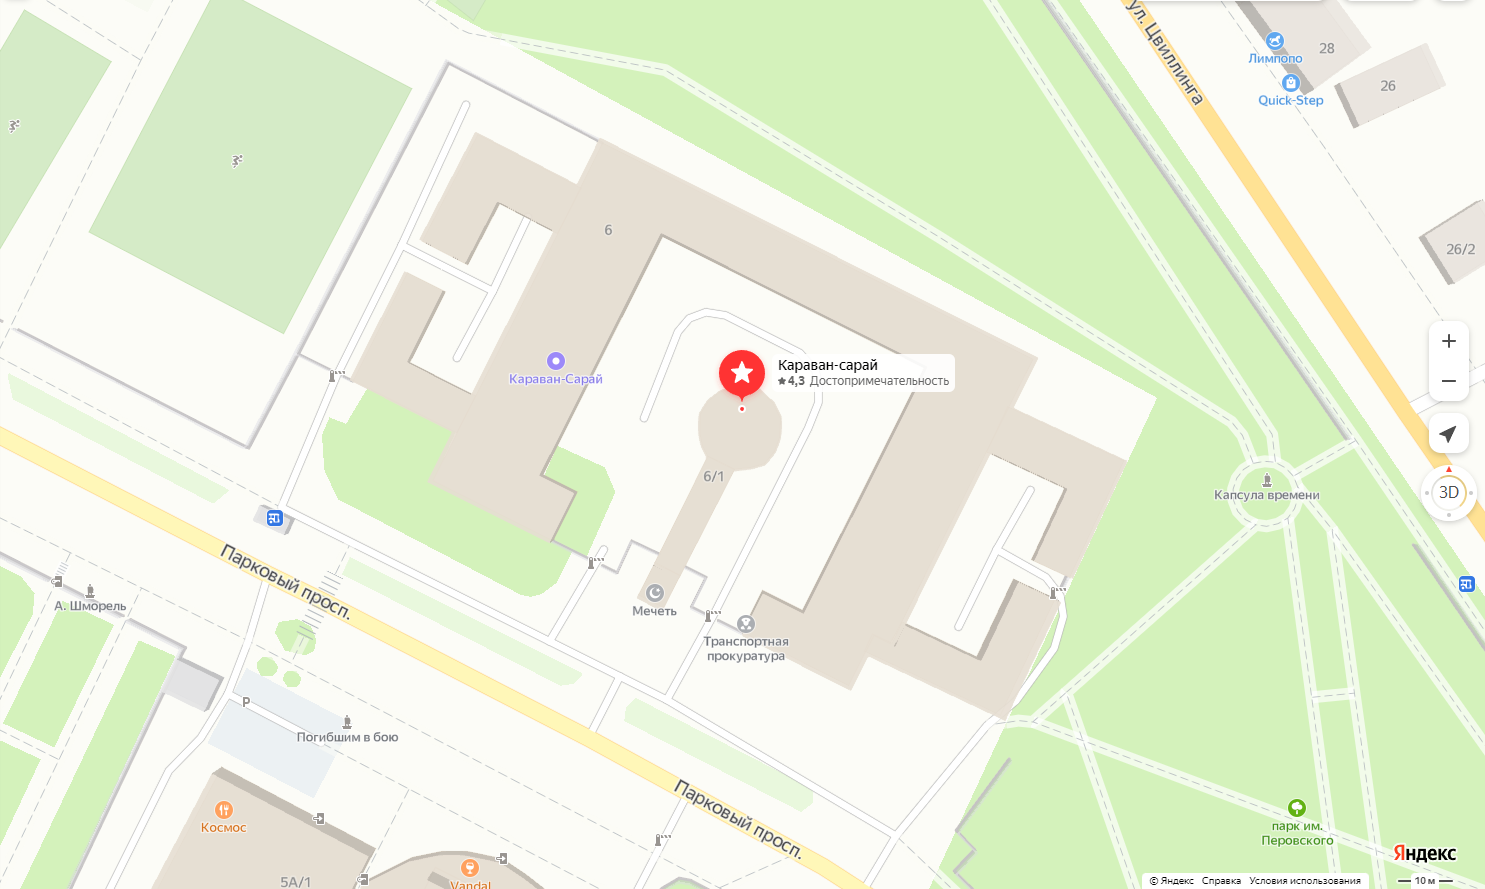 ул. Цвиллинга
28
Лимпопо
Quick-Step
26
6
26/2
Караван-сарай
4,3 Достопримечательность
Караван-Сарай
6/1
3D
Капсула времени
Парковый просп.
А. Шморель
Мечеть
Транспортная
прокуратура
P
Погибшим в бою
Парковый просп.
Космос
парк им.
Перовского
Яндекс
5А/1
Vandal
© Яндекс Справка Условия использования
10 м